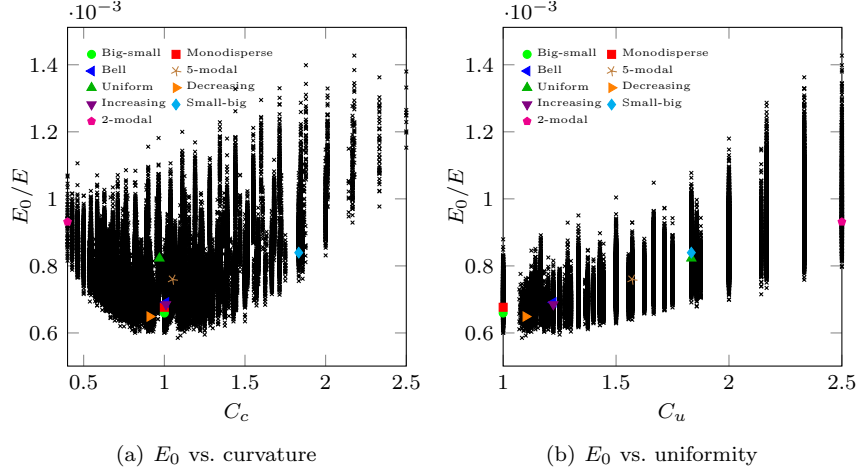 ·10⁻³
1.4
1.2
1
0.8
0.6
E₀/E
Big-small
Monodisperse
Bell
5-modal
Uniform
Decreasing
Increasing
Small-big
2-modal
0.5
1
1.5
2
2.5
C_c
(a) E₀ vs. curvature
·10⁻³
1.4
1.2
1
0.8
0.6
E₀/E
Big-small
Monodisperse
Bell
5-modal
Uniform
Decreasing
Increasing
Small-big
2-modal
1
1.5
2
2.5
C_u
(b) E₀ vs. uniformity